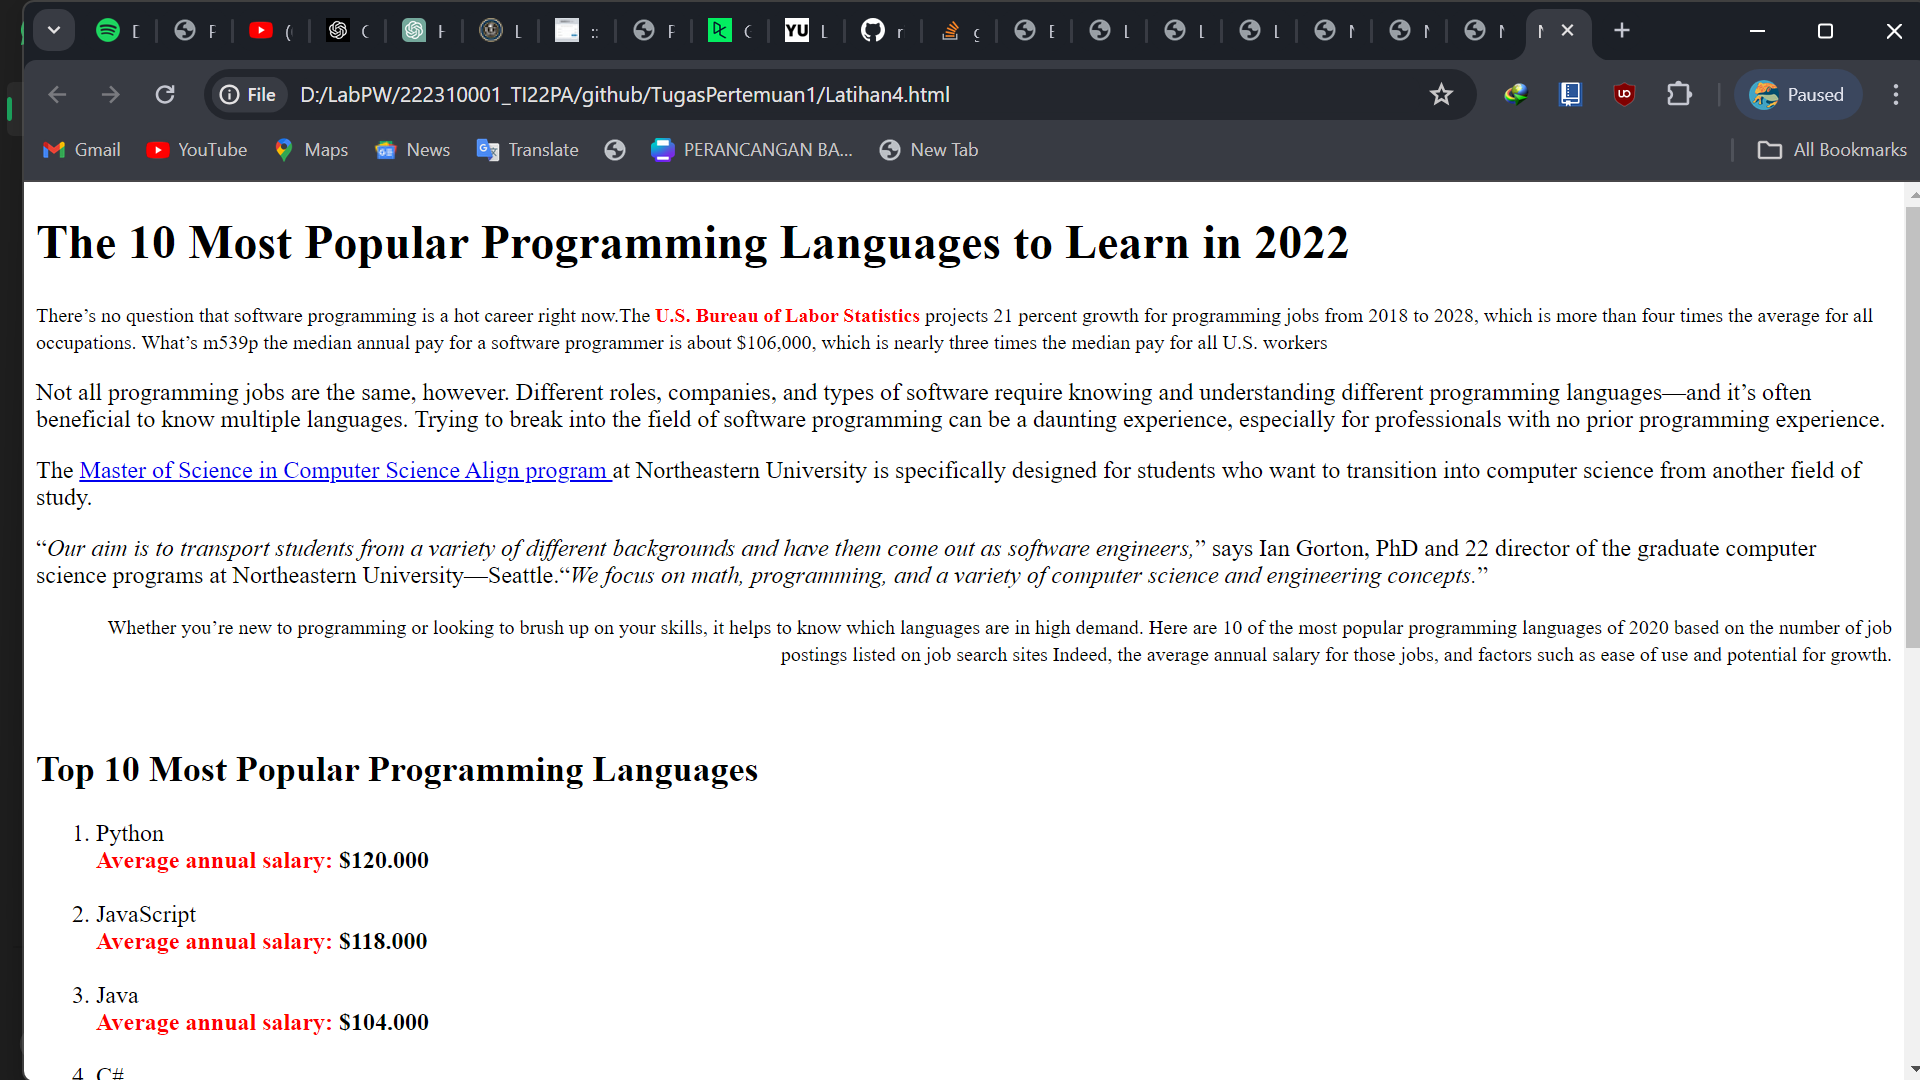 File D:/LabPW/222310001_TI22PA/github/TugasPertemuan1/Latihan4.html Paused
Gmail YouTube Maps News Translate PERANCANGAN BA... New Tab All Bookmarks
The 10 Most Popular Programming Languages to Learn in 2022
There’s no question that software programming is a hot career right now.The U.S. Bureau of Labor Statistics projects 21 percent growth for programming jobs from 2018 to 2028, which is more than four times the average for all
occupations. What’s m539p the median annual pay for a software programmer is about $106,000, which is nearly three times the median pay for all U.S. workers
Not all programming jobs are the same, however. Different roles, companies, and types of software require knowing and understanding different programming languages—and it’s often
beneficial to know multiple languages. Trying to break into the field of software programming can be a daunting experience, especially for professionals with no prior programming experience.
The Master of Science in Computer Science Align program at Northeastern University is specifically designed for students who want to transition into computer science from another field of
study.
“Our aim is to transport students from a variety of different backgrounds and have them come out as software engineers,” says Ian Gorton, PhD and 22 director of the graduate computer
science programs at Northeastern University—Seattle.“We focus on math, programming, and a variety of computer science and engineering concepts.”
Whether you’re new to programming or looking to brush up on your skills, it helps to know which languages are in high demand. Here are 10 of the most popular programming languages of 2020 based on the number of job
postings listed on job search sites Indeed, the average annual salary for those jobs, and factors such as ease of use and potential for growth.
Top 10 Most Popular Programming Languages
1. Python
Average annual salary: $120.000
2. JavaScript
Average annual salary: $118.000
3. Java
Average annual salary: $104.000
4. C#